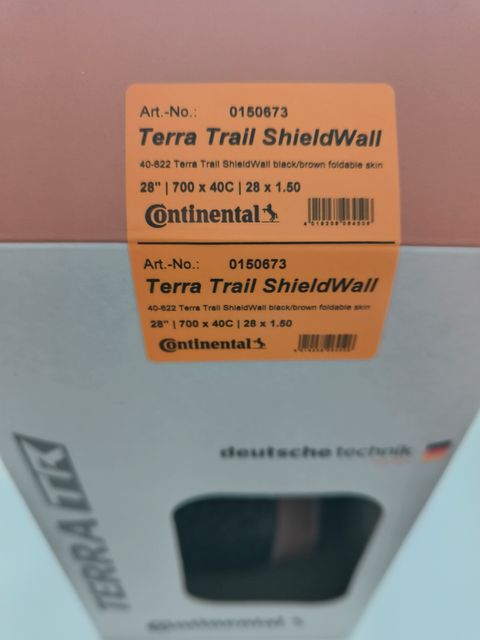 Art.-No.: 0150673
Terra Trail ShieldWall
40-622 Terra Trail ShieldWall black/brown foldable skin
28" | 700 x 40C | 28 x 1.50
Continental
Art.-No.: 0150673
Terra Trail ShieldWall
40-622 Terra Trail ShieldWall black/brown foldable skin
28" | 700 x 40C | 28 x 1.50
Continental
deutsche technik
TERRA
Continental